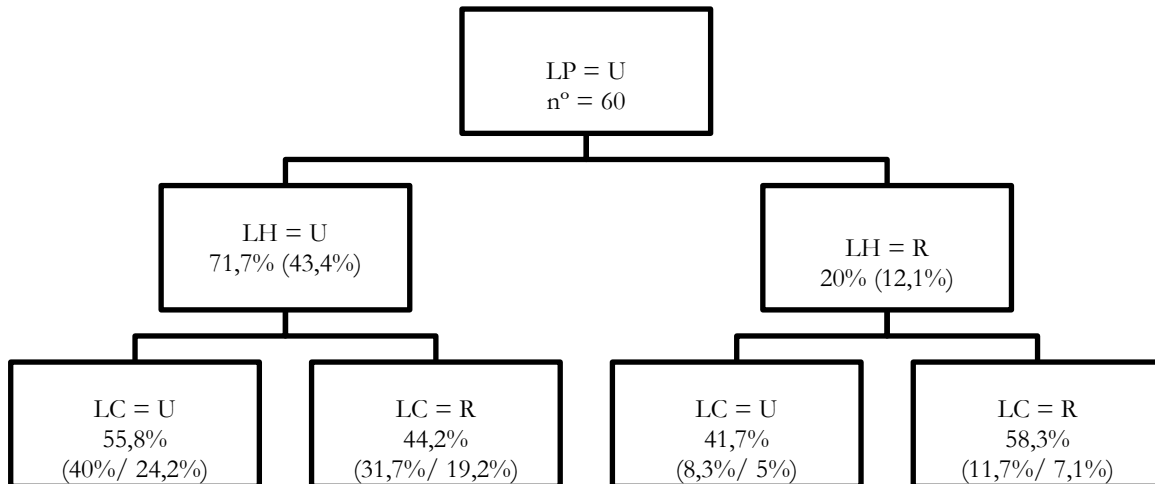 LP = U
nº = 60
LH = U
71,7% (43,4%)
LH = R
20% (12,1%)
LC = U
55,8%
(40%/ 24,2%)
LC = R
44,2%
(31,7%/ 19,2%)
LC = U
41,7%
(8,3%/ 5%)
LC = R
58,3%
(11,7%/ 7,1%)